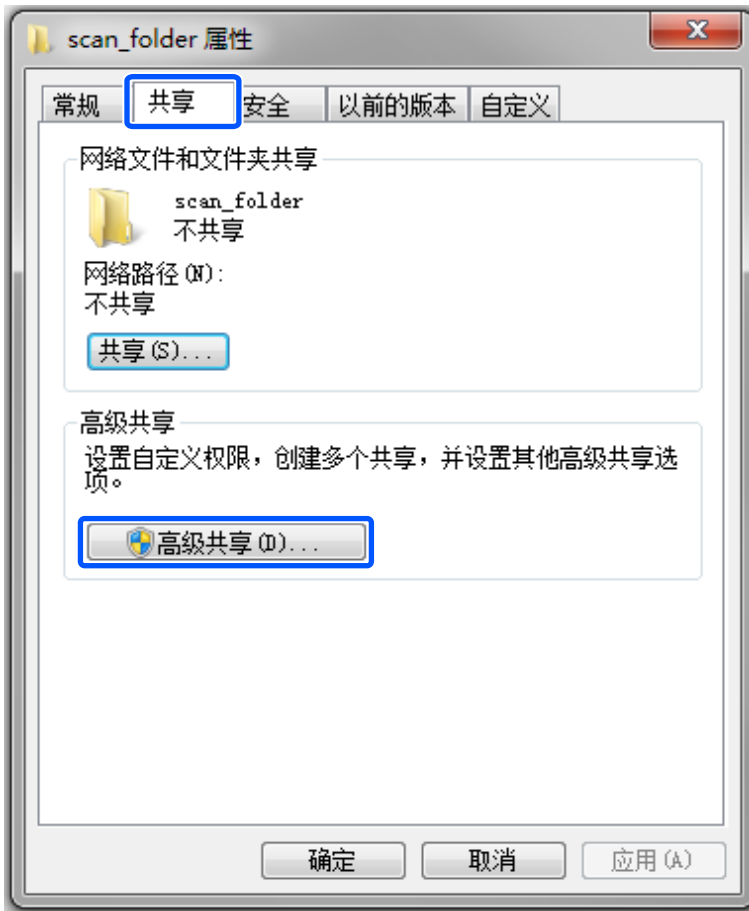 scan_folder 属性
常规 共享 安全 以前的版本 自定义
网络文件和文件夹共享
scan_folder
不共享
网络路径(N):
不共享
共享(S)...
高级共享
设置自定义权限，创建多个共享，并设置其他高级共享选
项。
高级共享(D)...
确定 取消 应用(A)